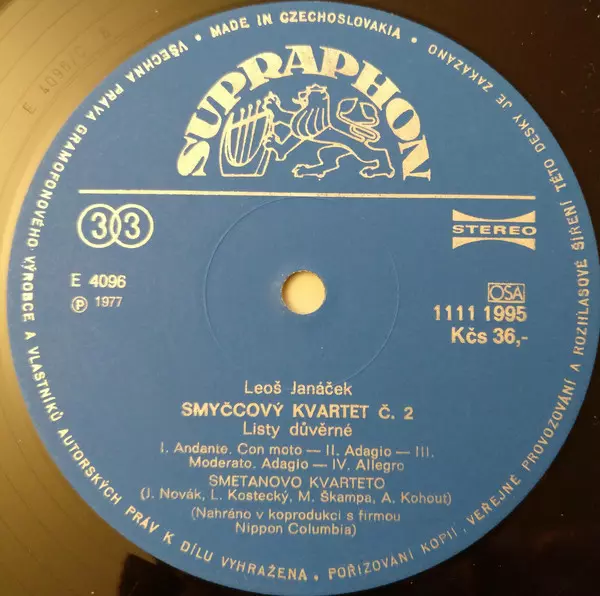 MADE IN CZECHOSLOVAKIA • VŠECHNA PRÁVA GRAMOFONOVÉHO VÝROBCE A VLASTNÍKŮ AUTORSKÝCH PRÁV K DÍLU VYHRAŽENA • POŘIZOVÁNÍ KOPIÍ, VEŘEJNÉ PROVOZOVÁNÍ A ROZHLASOVÉ ŠÍŘENÍ TÉTO DESKY JE ZAKÁZÁNO •
SUPRAPHON
33
STEREO
E 4096
Ⓟ 1977
OSA
1111 1995
Kčs 36,-
Leoš Janáček
SMYČCOVÝ KVARTET Č. 2
Listy důvěrné
I. Andante. Con moto — II. Adagio — III.
Moderato. Adagio — IV. Allegro
SMETANOVO KVARTETO
(J. Novák, L. Kostecký, M. Škampa, A. Kohout)
(Nahráno v koprodukci s firmou
Nippon Columbia)